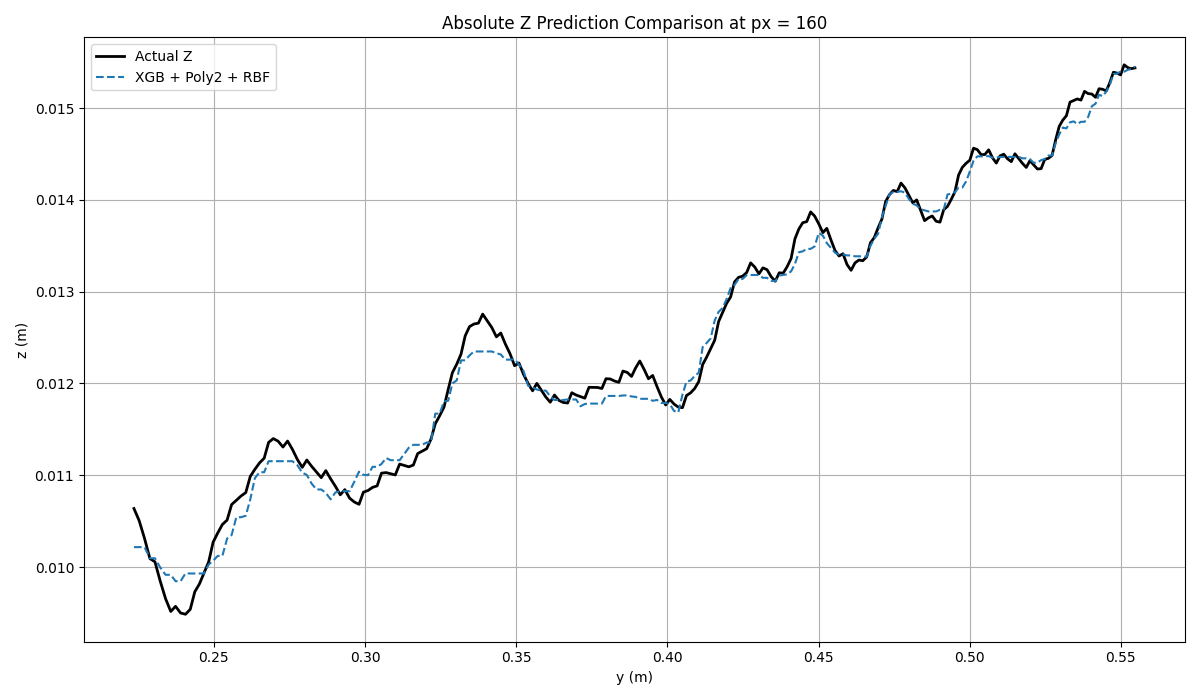 Absolute Z Prediction Comparison at px = 160
Actual Z
XGB + Poly2 + RBF
z (m)
0.015
0.014
0.013
0.012
0.011
0.010
0.25 0.30 0.35 0.40 0.45 0.50 0.55
y (m)